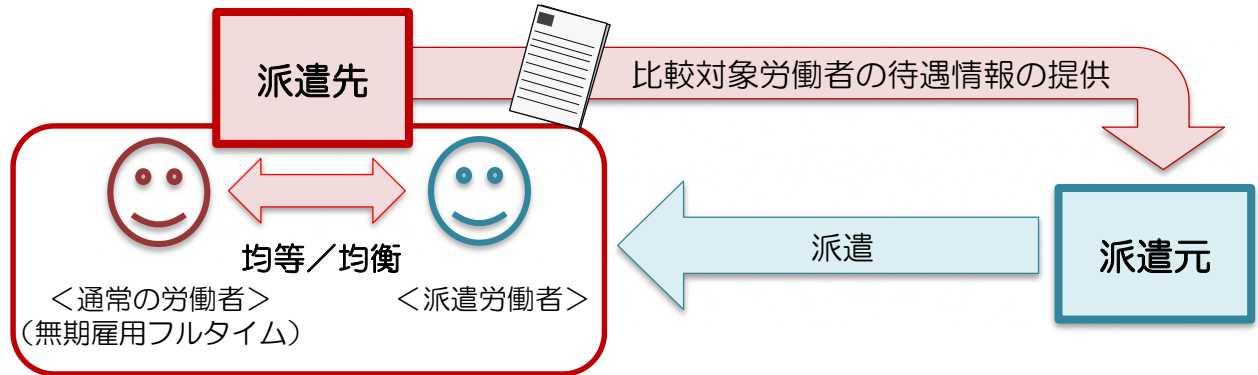 派遣先
比較対象労働者の待遇情報の提供
均等／均衡
派遣
派遣元
＜通常の労働者＞
（無期雇用フルタイム）
＜派遣労働者＞